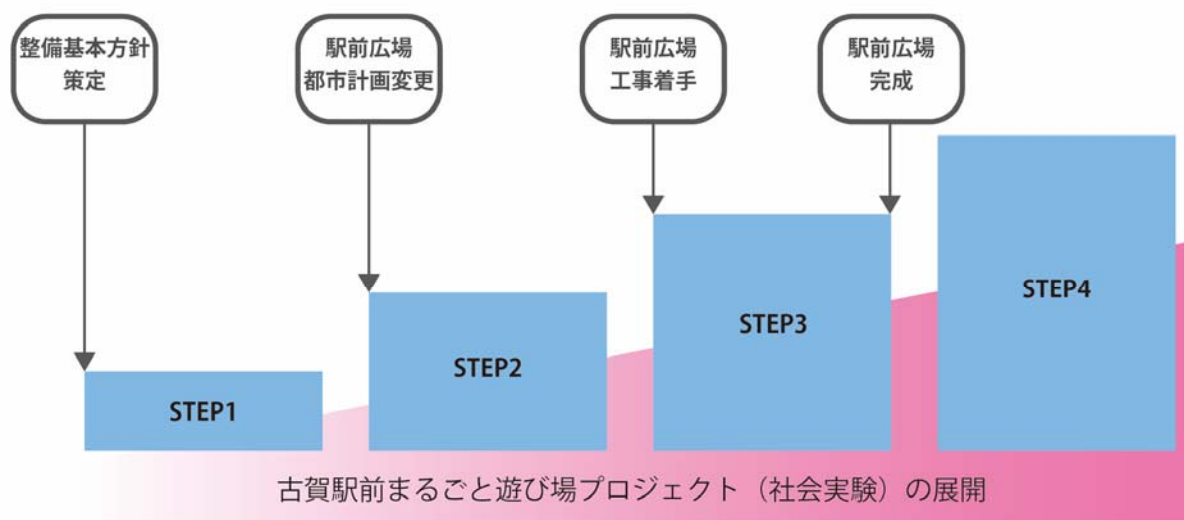 整備基本方針
策定
駅前広場
都市計画変更
駅前広場
工事着手
駅前広場
完成
STEP1
STEP2
STEP3
STEP4
古賀駅前まるごと遊び場プロジェクト（社会実験）の展開